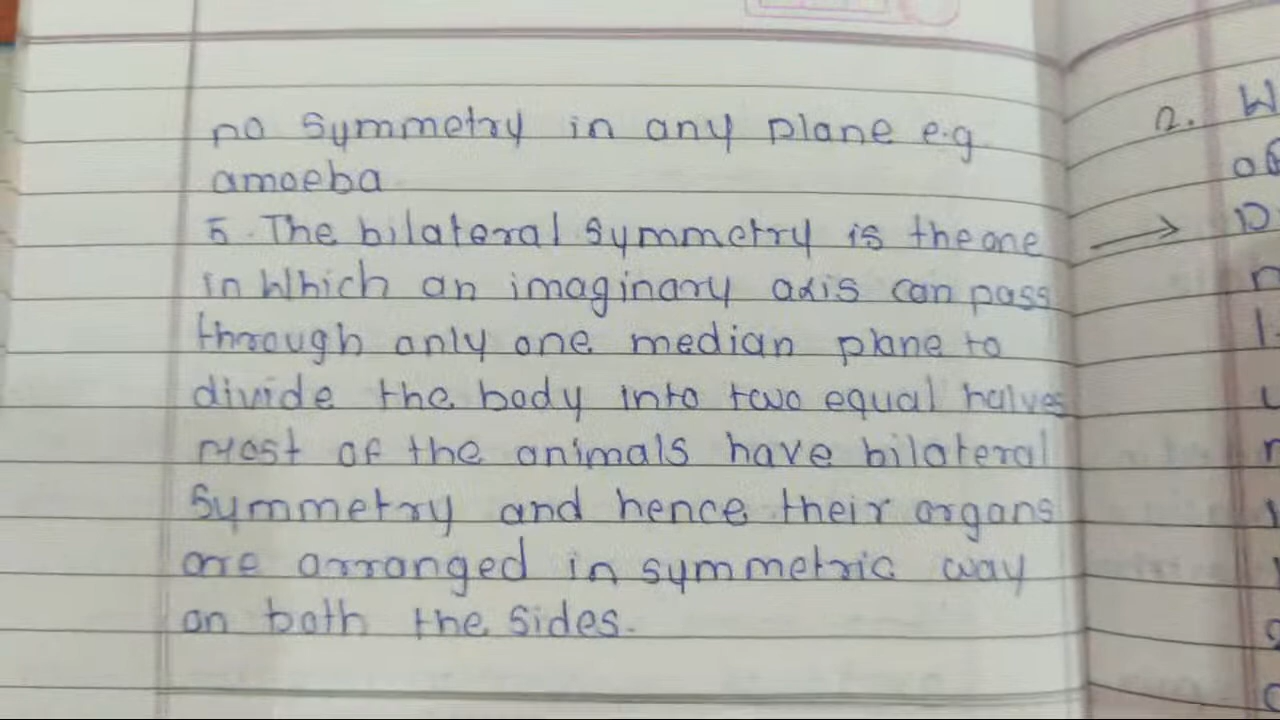 no symmetry in any plane e.g.
amoeba
5. The bilateral symmetry is the one
in which an imaginary axis can pass
through only one median plane to
divide the body into two equal halves
Most of the animals have bilateral
symmetry and hence their organs
are arranged in symmetric way
on both the sides.
2.